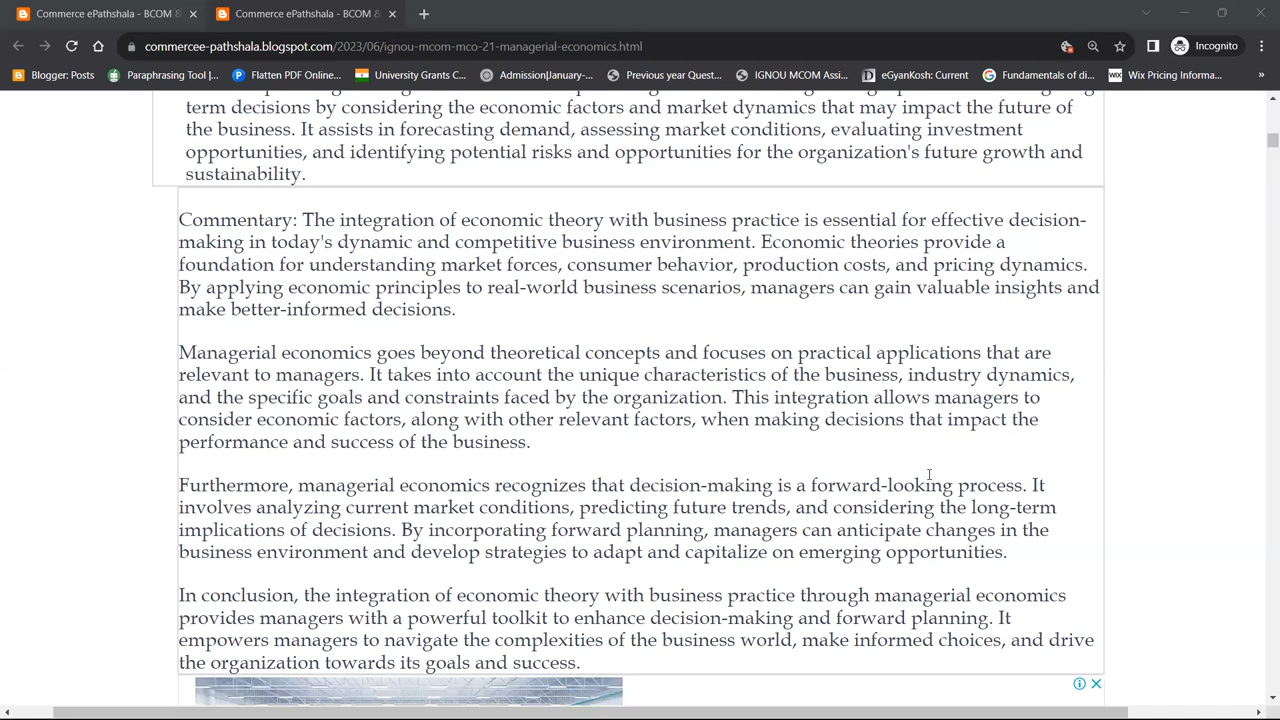 Commerce ePathshala - BCOM &
Commerce ePathshala - BCOM &
commercee-pathshala.blogspot.com/2023/06/ignou-mcom-mco-21-managerial-economics.html
Incognito
Blogger: Posts
Paraphrasing Tool |...
Flatten PDF Online...
University Grants C...
Admission|January-...
Previous year Quest...
IGNOU MCOM Assi...
eGyanKosh: Current
Fundamentals of di...
WIX
Wix Pricing Informa...
»
term decisions by considering the economic factors and market dynamics that may impact the future of
the business. It assists in forecasting demand, assessing market conditions, evaluating investment
opportunities, and identifying potential risks and opportunities for the organization's future growth and
sustainability.
Commentary: The integration of economic theory with business practice is essential for effective decision-
making in today's dynamic and competitive business environment. Economic theories provide a
foundation for understanding market forces, consumer behavior, production costs, and pricing dynamics.
By applying economic principles to real-world business scenarios, managers can gain valuable insights and
make better-informed decisions.
Managerial economics goes beyond theoretical concepts and focuses on practical applications that are
relevant to managers. It takes into account the unique characteristics of the business, industry dynamics,
and the specific goals and constraints faced by the organization. This integration allows managers to
consider economic factors, along with other relevant factors, when making decisions that impact the
performance and success of the business.
Furthermore, managerial economics recognizes that decision-making is a forward-looking process. It
involves analyzing current market conditions, predicting future trends, and considering the long-term
implications of decisions. By incorporating forward planning, managers can anticipate changes in the
business environment and develop strategies to adapt and capitalize on emerging opportunities.
In conclusion, the integration of economic theory with business practice through managerial economics
provides managers with a powerful toolkit to enhance decision-making and forward planning. It
empowers managers to navigate the complexities of the business world, make informed choices, and drive
the organization towards its goals and success.